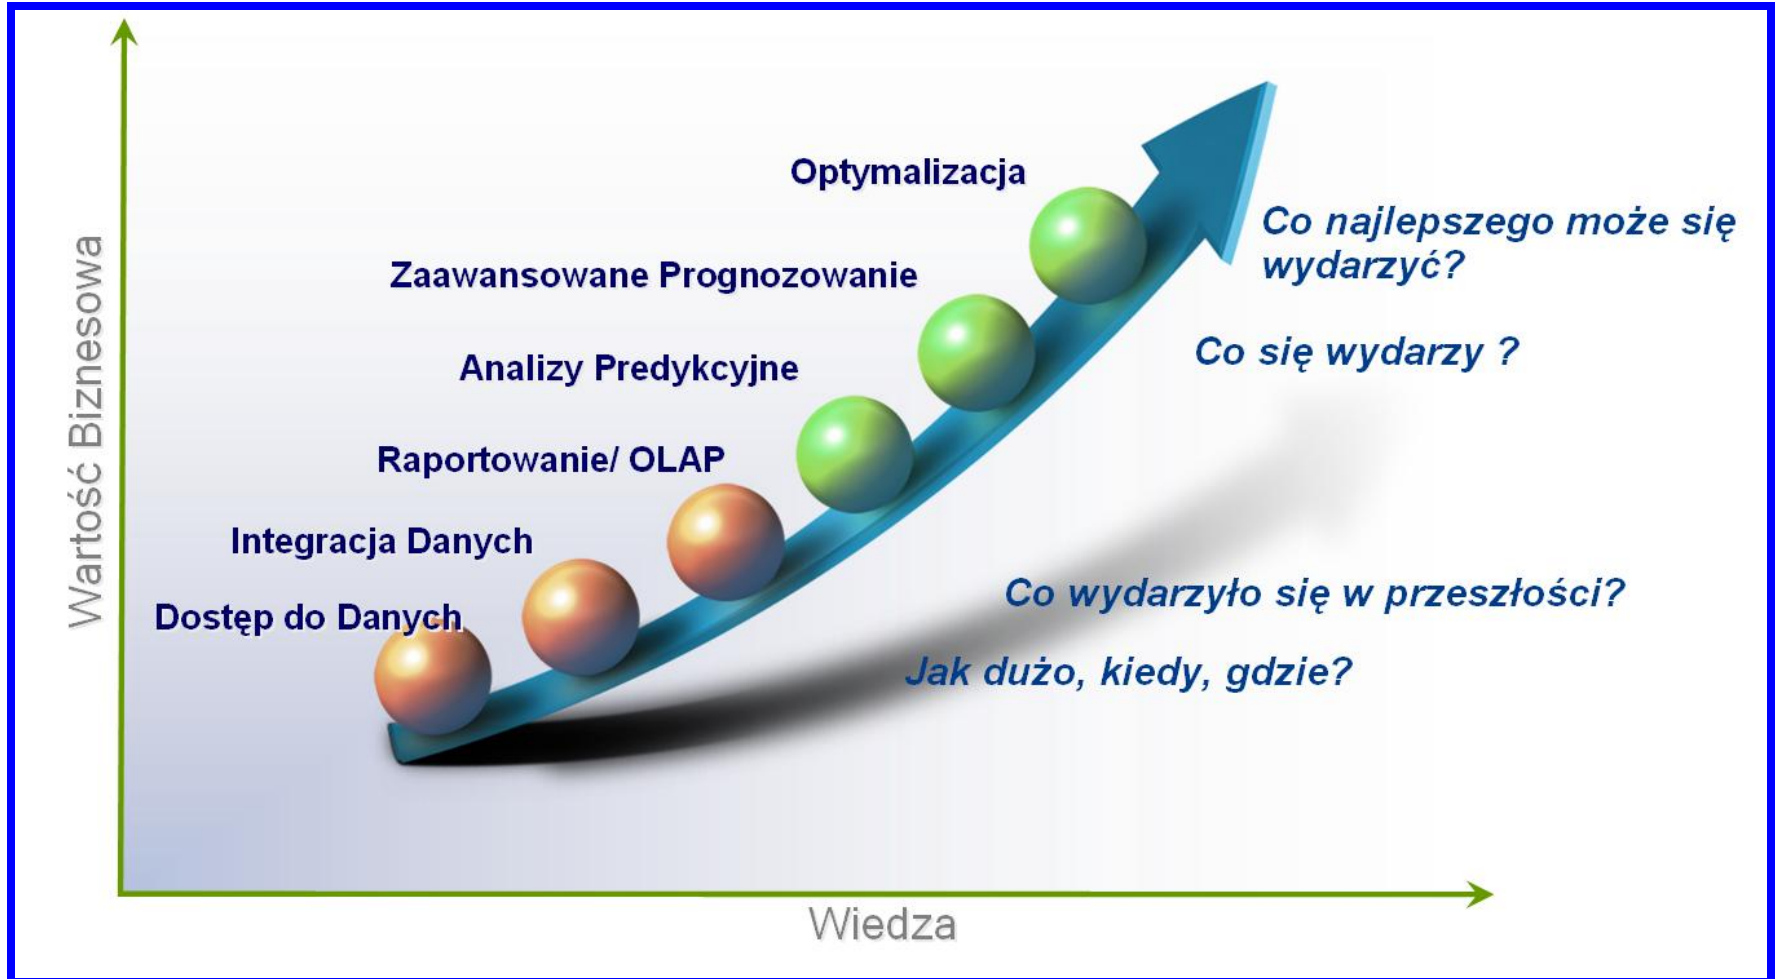 Optymalizacja
Co najlepszego może się
wydarzyć?
Zaawansowane Prognozowanie
Co się wydarzy ?
Analizy Predykcyjne
Raportowanie/ OLAP
Integracja Danych
Co wydarzyło się w przeszłości?
Dostęp do Danych
Jak dużo, kiedy, gdzie?
Wartość Biznesowa
Wiedza